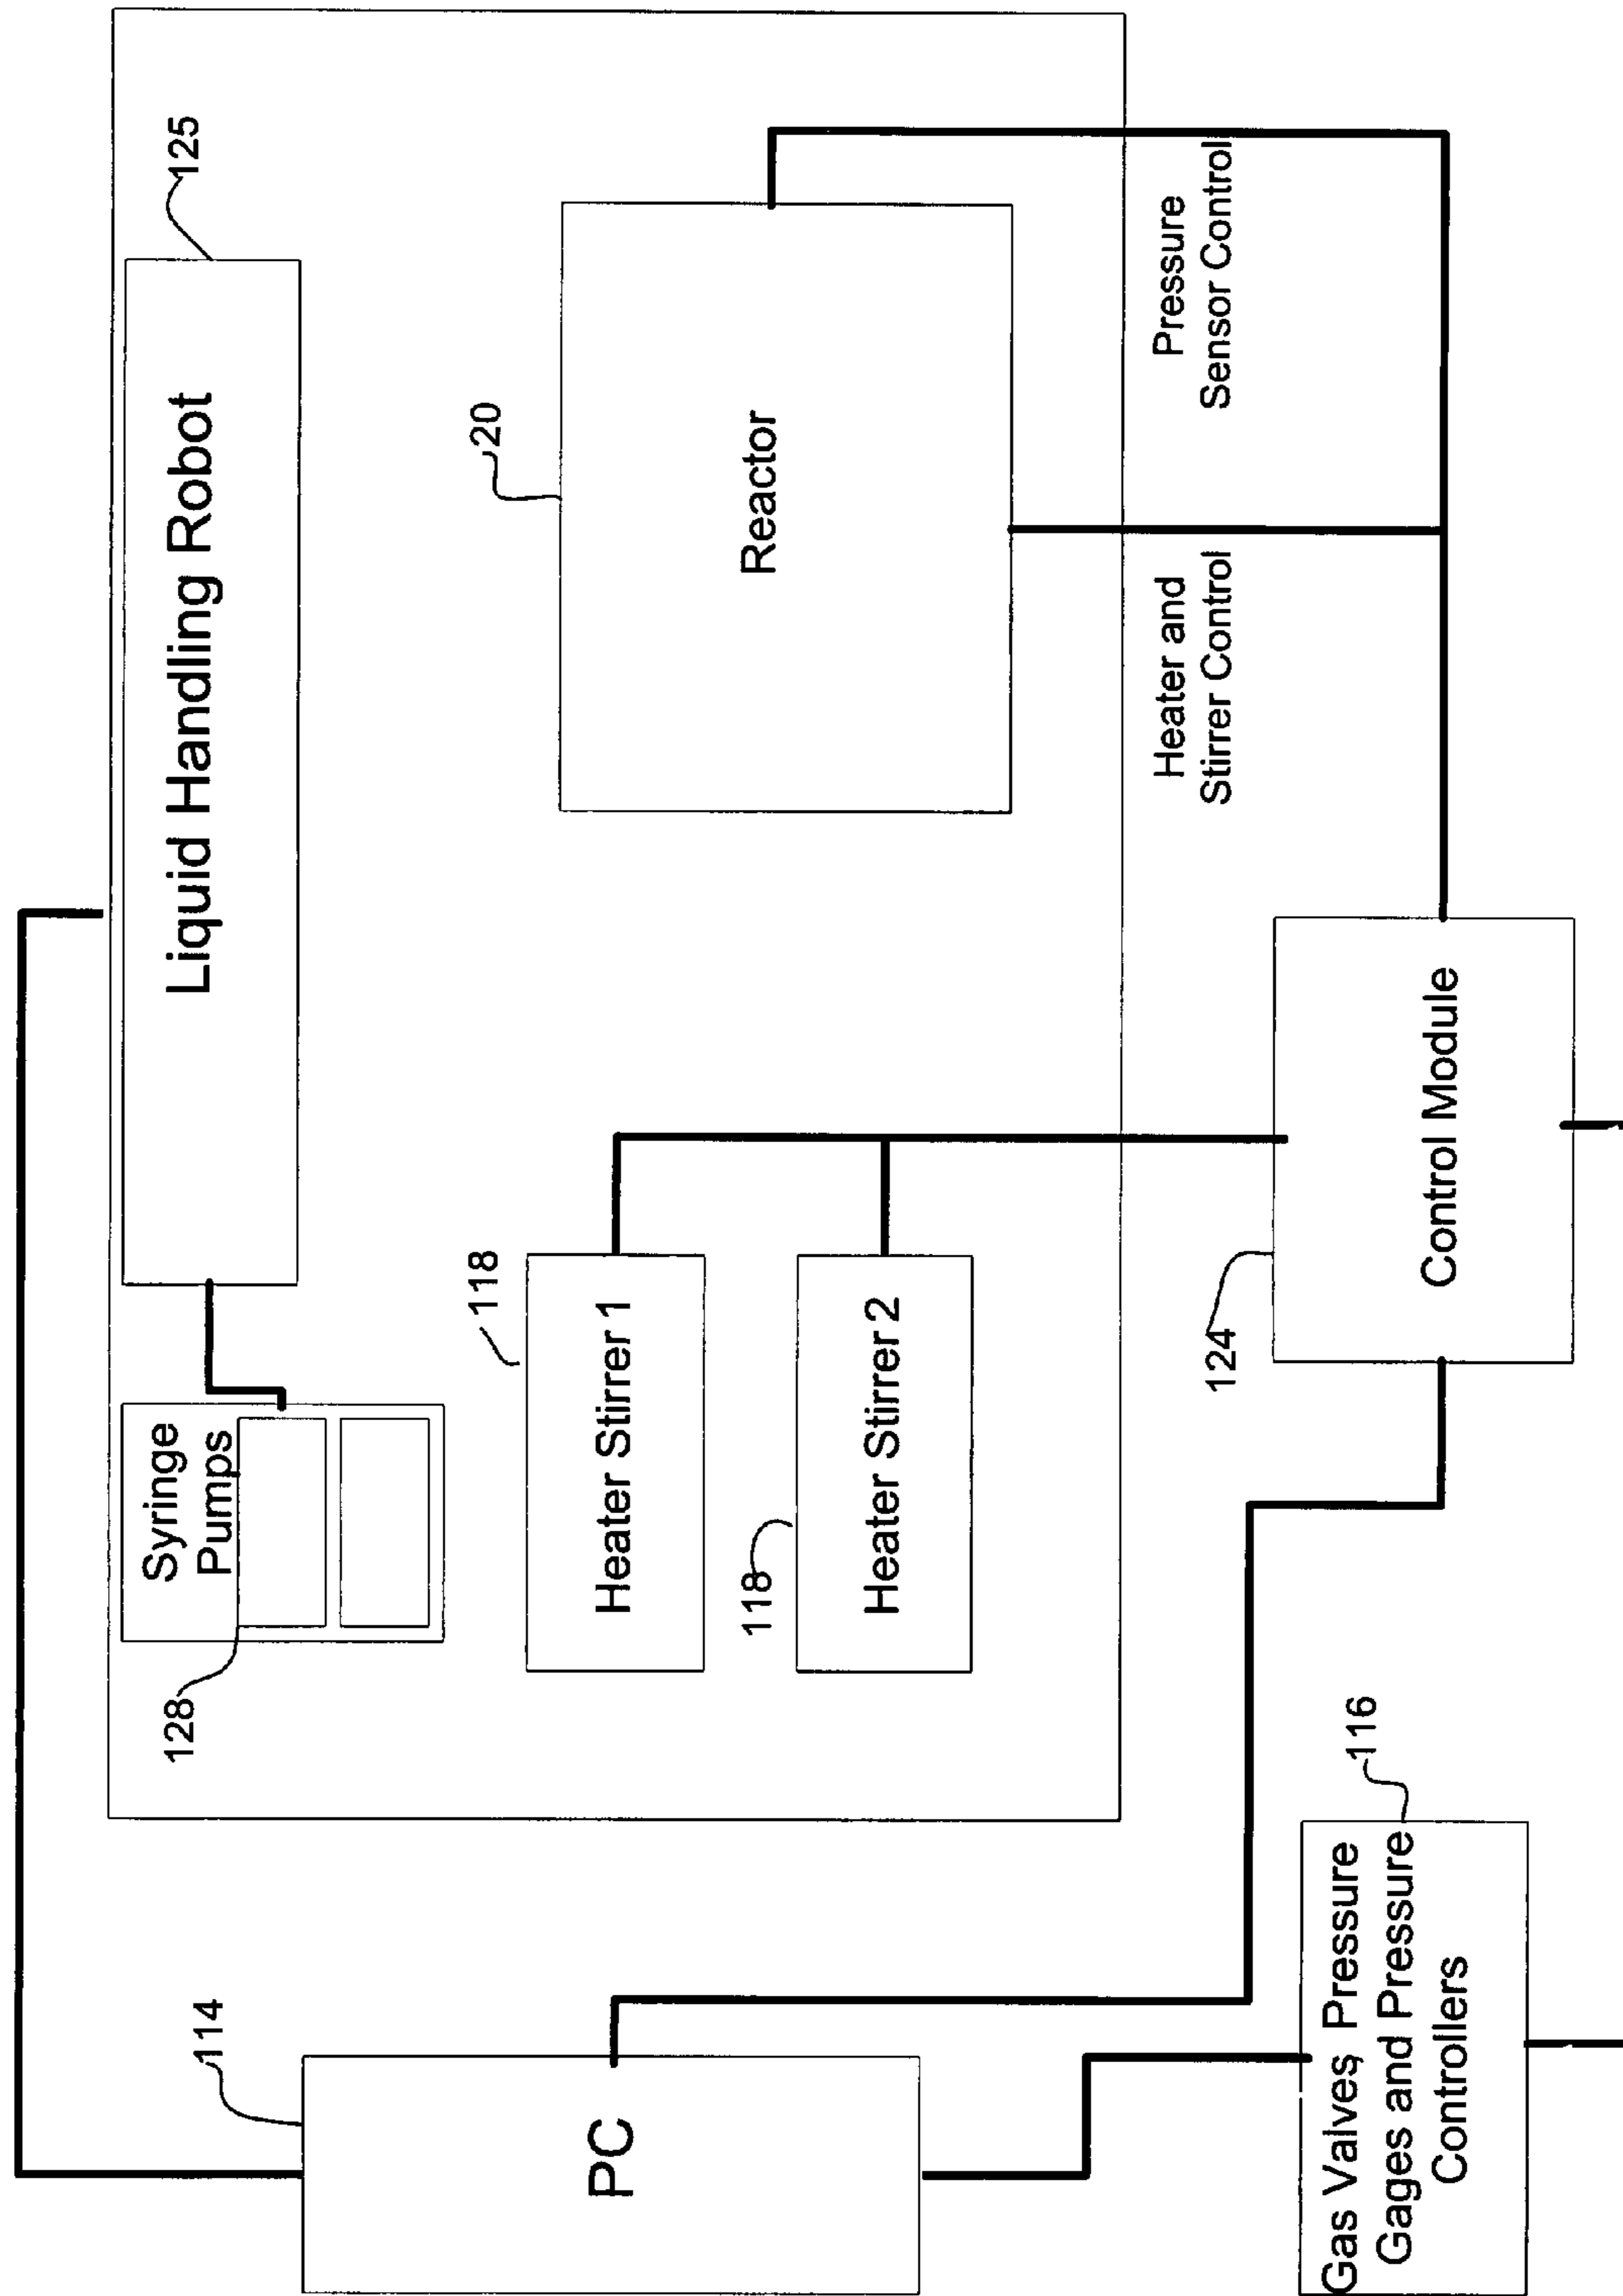 114
PC
Gas Valves, Pressure
Gages and Pressure
Controllers
116
128
Syringe
Pumps
Liquid Handling Robot
125
118
Heater Stirrer 1
118
Heater Stirrer 2
20
Reactor
Heater and
Stirrer Control
Pressure
Sensor Control
124
Control Module